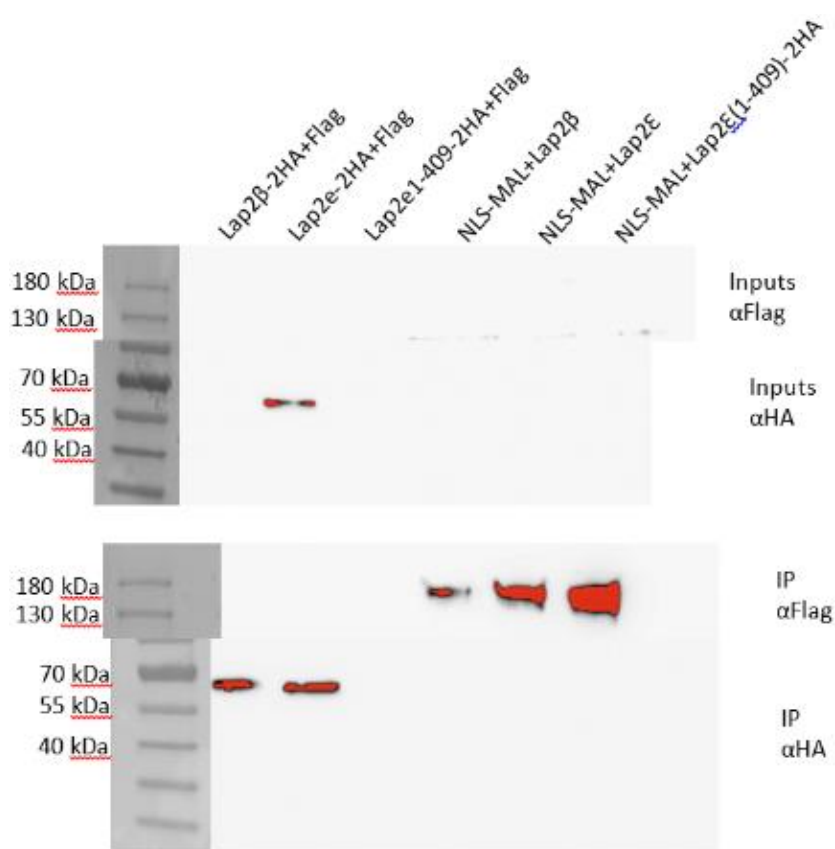 Lap2β-2HA+Flag
Lap2e-2HA+Flag
Lap2e1-409-2HA+Flag
NLS-MAL+Lap2β
NLS-MAL+Lap2Ɛ
NLS-MAL+Lap2Ɛ(1-409)-2HA
180 kDa
130 kDa
70 kDa
55 kDa
40 kDa
Inputs
αFlag
Inputs
αHA
180 kDa
130 kDa
70 kDa
55 kDa
40 kDa
IP
αFlag
IP
αHA